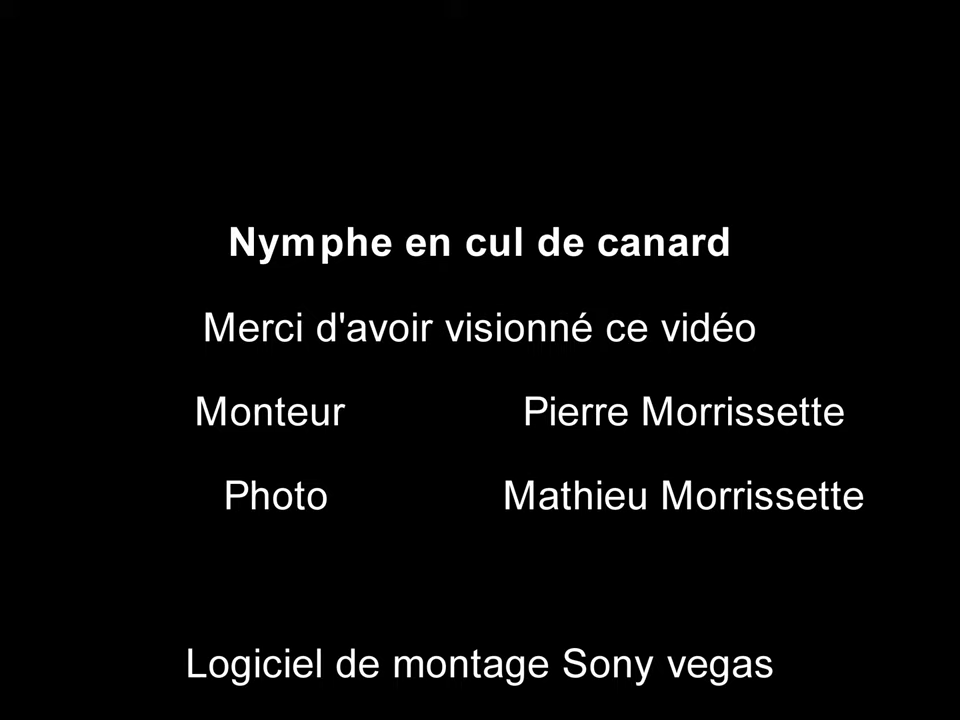 Nymphe en cul de canard
Merci d'avoir visionné ce vidéo
Monteur Pierre Morrissette
Photo Mathieu Morrissette
Logiciel de montage Sony vegas